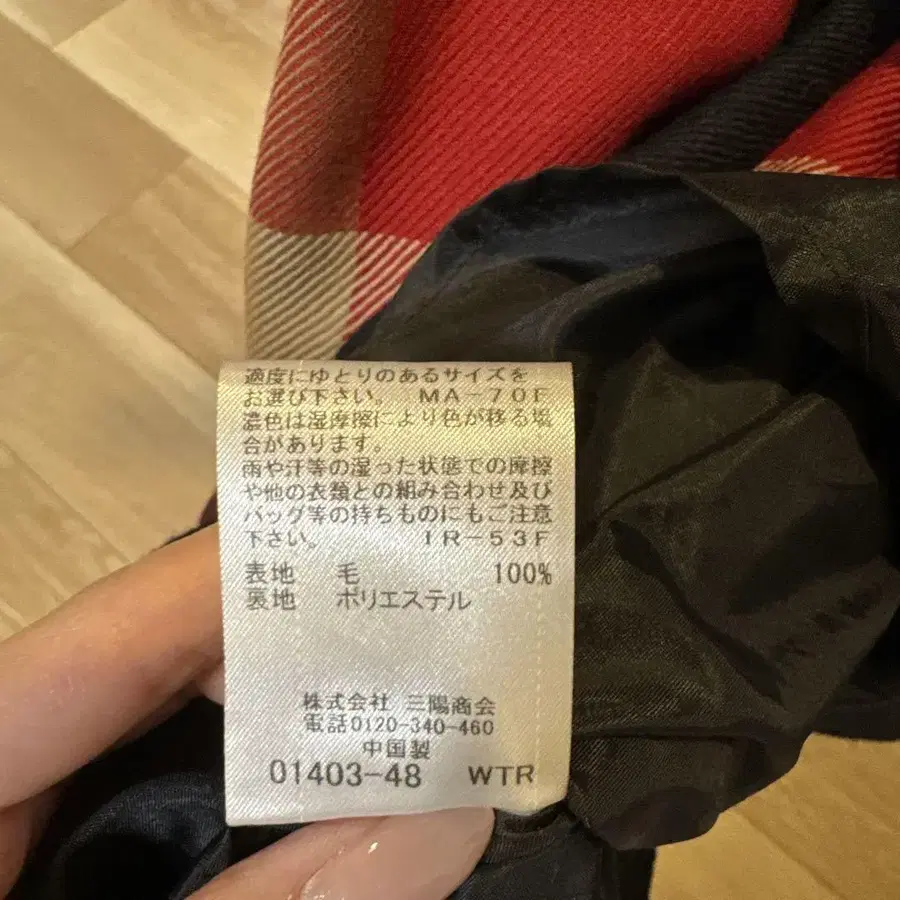 適度にゆとりのあるサイズを
お選び下さい。 MA-70F
濃色は湿摩擦により色が移る場
合があります。
雨や汗等の湿った状態での摩擦
や他の衣類との組み合わせ及び
バッグ等の持ちものにもご注意
下さい。 IR-53F
表地 毛 100%
裏地 ポリエステル
株式会社 三陽商会
電話0120-340-460
中国製
01403-48 WTR